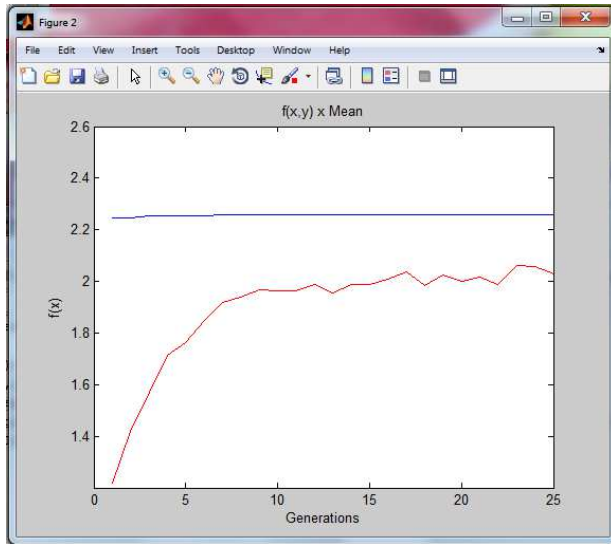 Figure 2
File Edit View Insert Tools Desktop Window Help
f(x,y) x Mean
2.6
2.4
2.2
2
1.8
1.6
1.4
f(x)
0 5 10 15 20 25
Generations